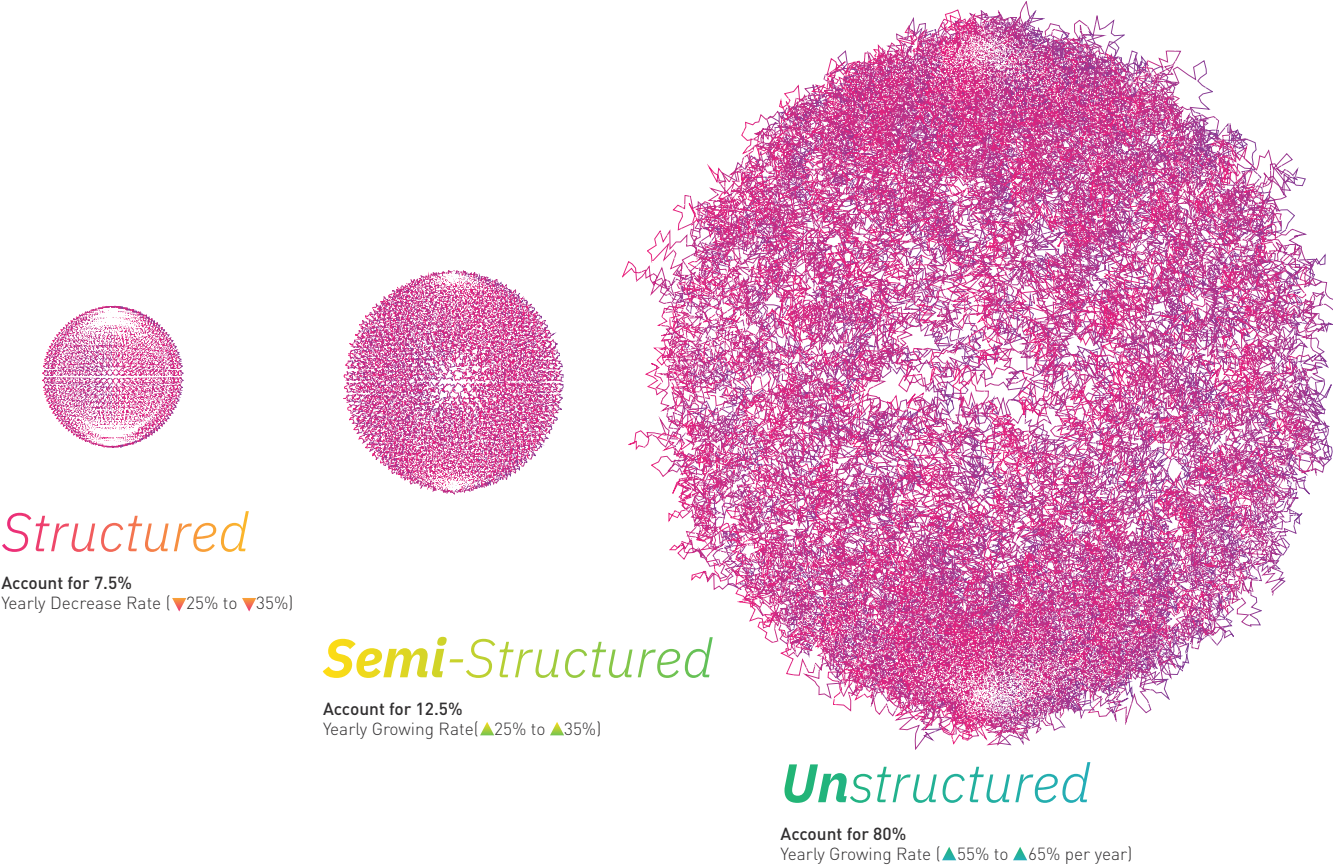 Structured
Account for 7.5%
Yearly Decrease Rate (▼25% to ▼35%)
Semi-Structured
Account for 12.5%
Yearly Growing Rate(▲25% to ▲35%)
Unstructured
Account for 80%
Yearly Growing Rate (▲55% to ▲65% per year)